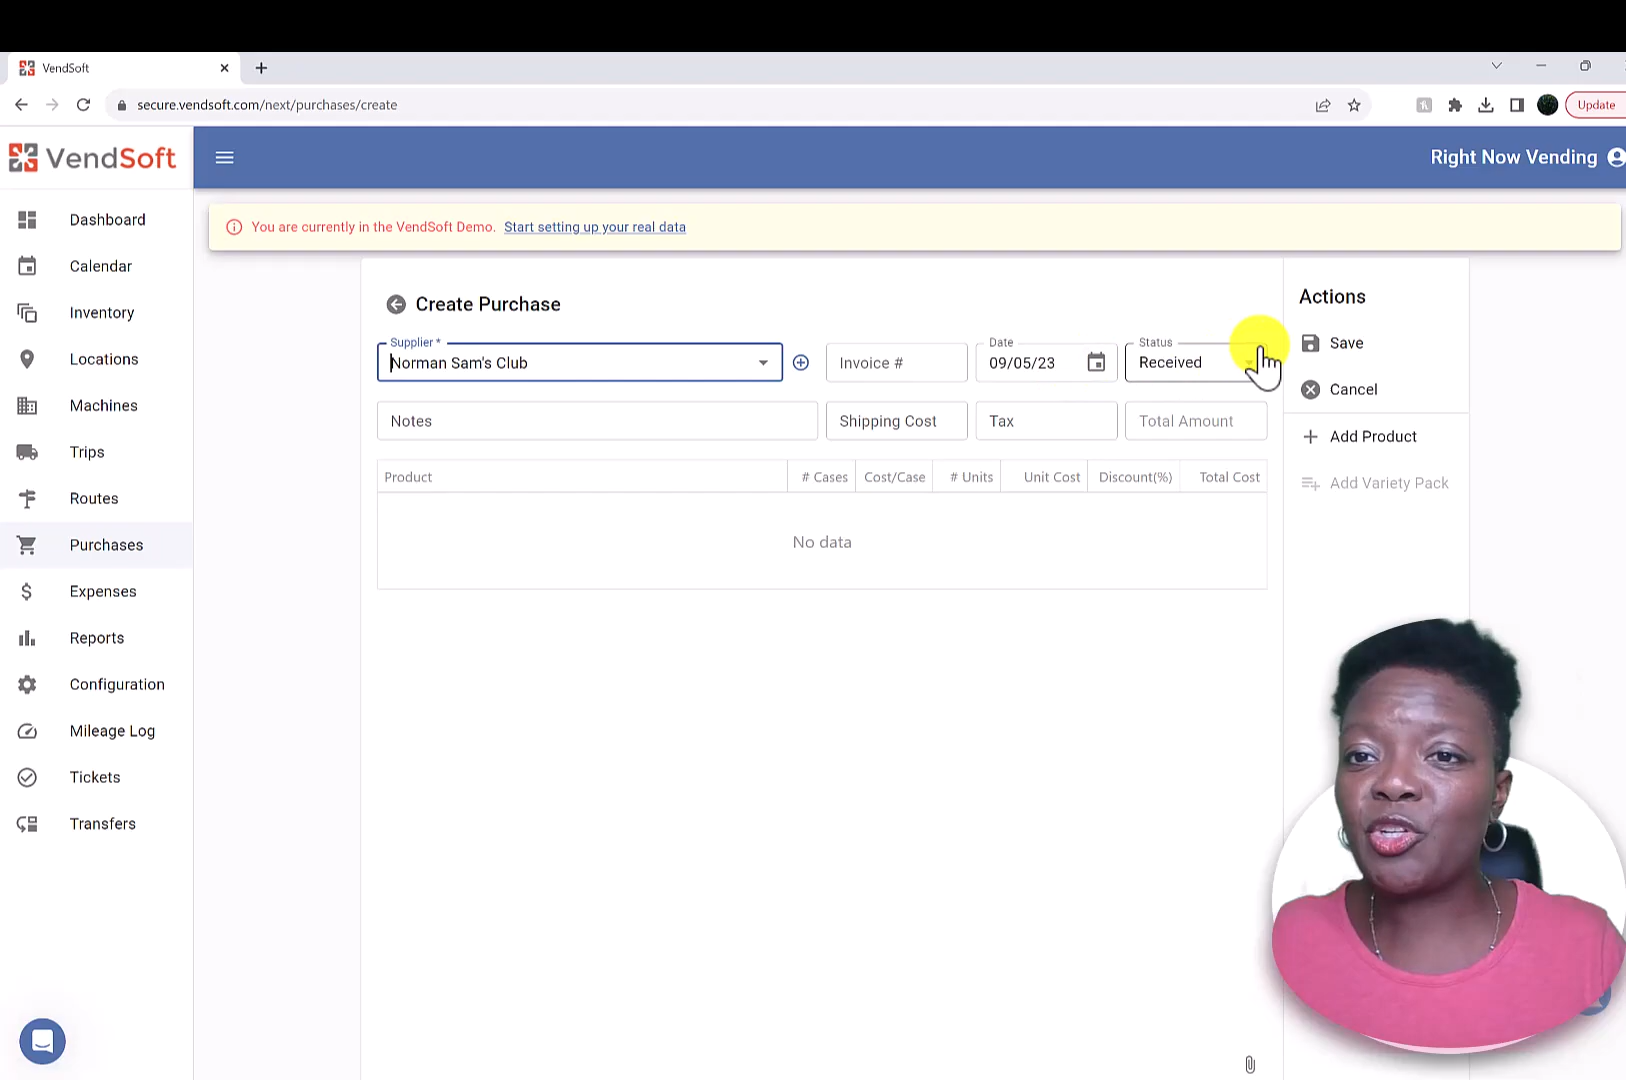 VendSoft
secure.vendsoft.com/next/purchases/create
Update
VendSoft
Right Now Vending
You are currently in the VendSoft Demo. Start setting up your real data
Dashboard
Calendar
Inventory
Locations
Machines
Trips
Routes
Purchases
Expenses
Reports
Configuration
Mileage Log
Tickets
Transfers
Create Purchase
Supplier *
Norman Sam's Club
Invoice #
Date
09/05/23
Status
Received
Notes
Shipping Cost
Tax
Total Amount
Product # Cases Cost/Case # Units Unit Cost Discount(%) Total Cost
No data
Actions
Save
Cancel
Add Product
Add Variety Pack